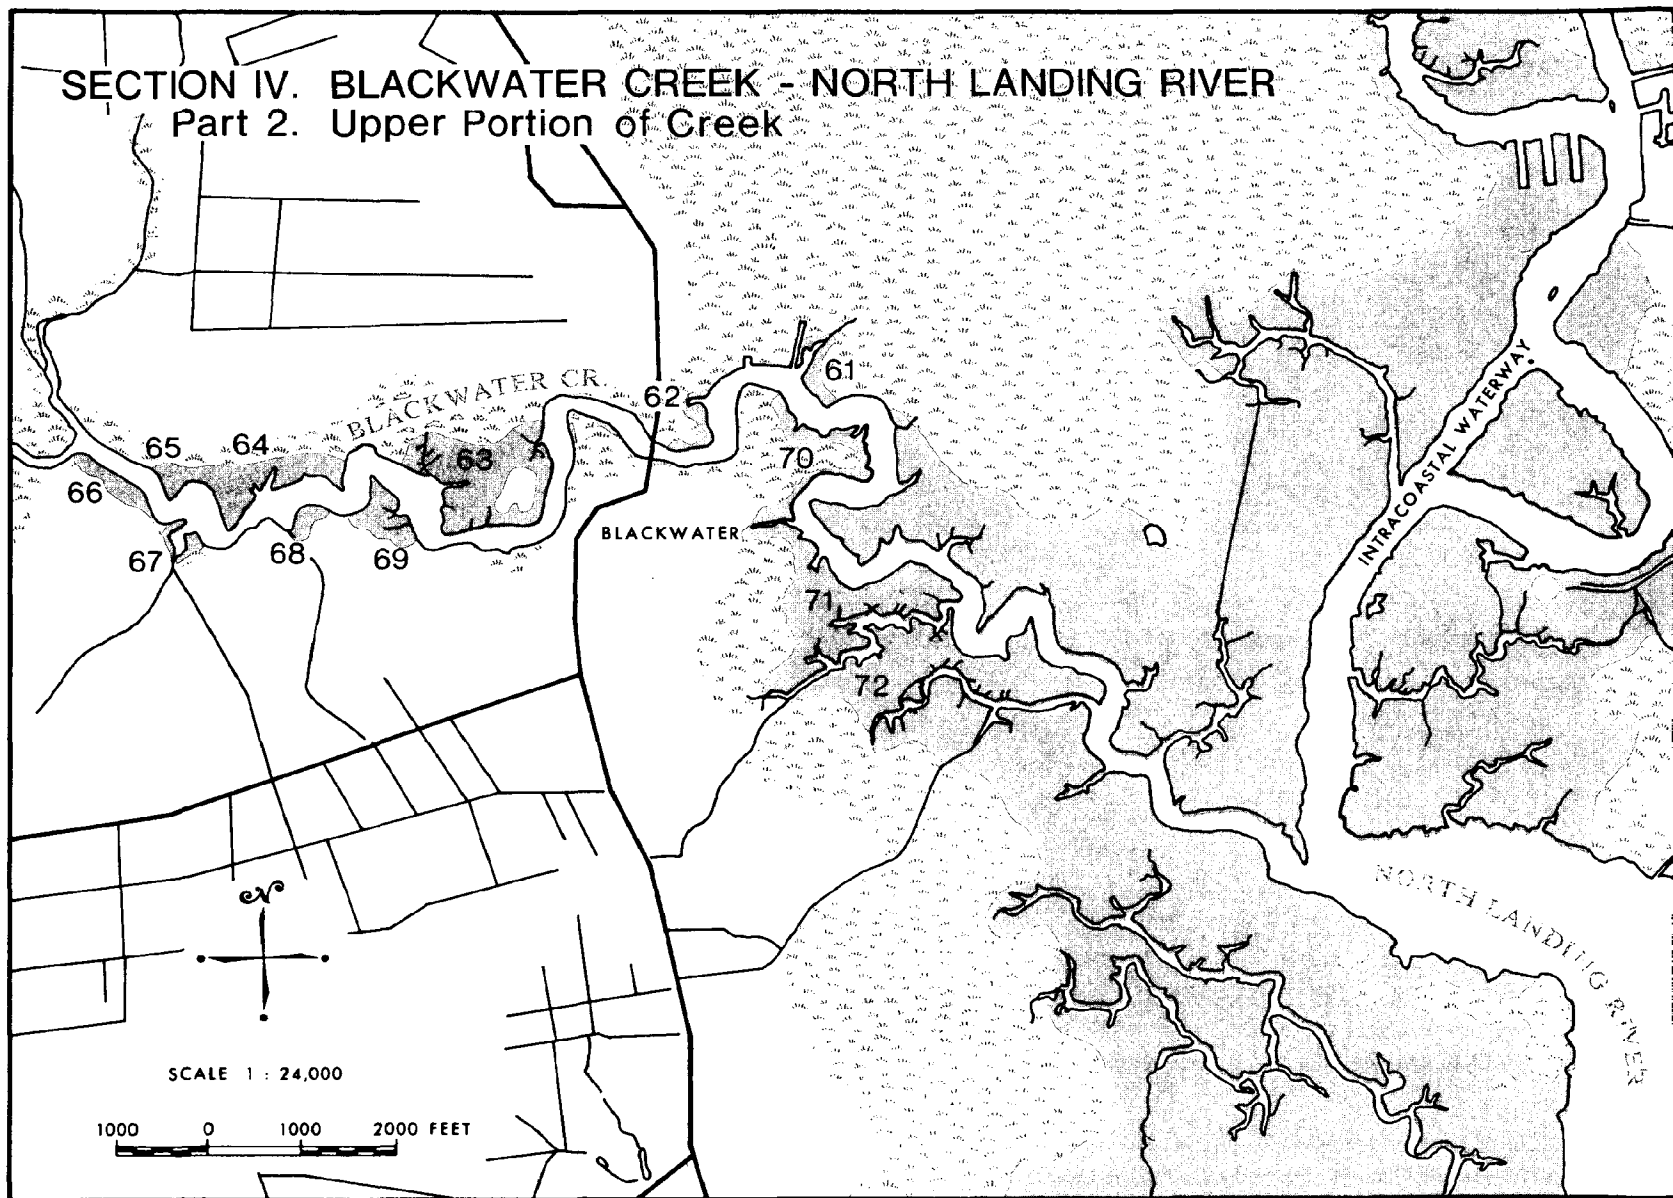 SECTION IV. BLACKWATER CREEK - NORTH LANDING RIVER
Part 2. Upper Portion of Creek
61
BLACKWATER CR.
62
65
64
63
70
66
INTRACOASTAL WATERWAY
BLACKWATER
67
68
69
71
72
NORTH LANDING RIVER
N
SCALE 1 : 24,000
1000 0 1000 2000 FEET